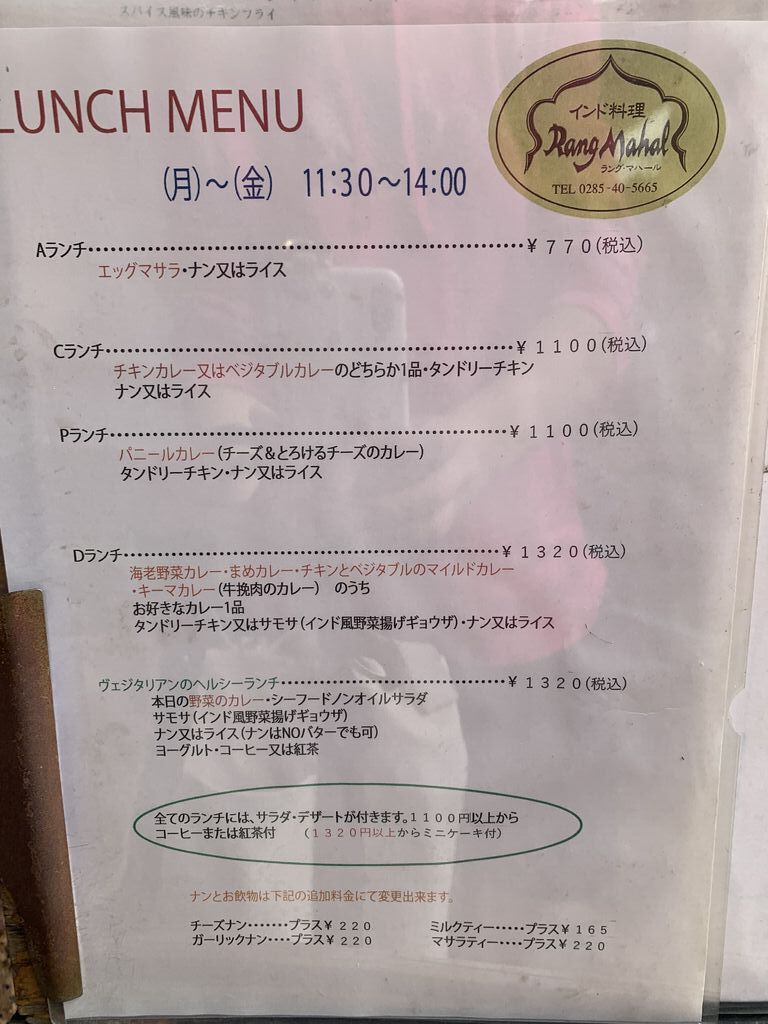 スパイス風味のチキンフライ
LUNCH MENU
インド料理
Rang Mahal
ラング・マハール
TEL 0285-40-5665
(月)～(金) 11:30～14:00
Aランチ‥‥‥‥‥‥‥‥‥‥‥‥‥‥‥‥‥‥‥‥‥‥¥ 770(税込)
エッグマサラ・ナン又はライス
Cランチ‥‥‥‥‥‥‥‥‥‥‥‥‥‥‥‥‥‥‥‥‥‥¥ 1100(税込)
チキンカレー又はベジタブルカレーのどちらか1品・タンドリーチキン
ナン又はライス
Pランチ‥‥‥‥‥‥‥‥‥‥‥‥‥‥‥‥‥‥‥‥‥‥¥ 1100(税込)
パニールカレー(チーズ&とろけるチーズのカレー)
タンドリーチキン・ナン又はライス
Dランチ‥‥‥‥‥‥‥‥‥‥‥‥‥‥‥‥‥‥‥‥‥‥¥ 1320(税込)
海老野菜カレー・まめカレー・チキンとベジタブルのマイルドカレー
・キーマカレー(牛挽肉のカレー) のうち
お好きなカレー1品
タンドリーチキン又はサモサ(インド風野菜揚げギョウザ)・ナン又はライス
ヴェジタリアンのヘルシーランチ‥‥‥‥‥‥‥‥‥‥‥‥¥ 1320(税込)
本日の野菜のカレー・シーフードノンオイルサラダ
サモサ(インド風野菜揚げギョウザ)
ナン又はライス(ナンはNOバターでも可)
ヨーグルト・コーヒー又は紅茶
全てのランチには、サラダ・デザートが付きます。1100円以上から
コーヒーまたは紅茶付 (1320円以上からミニケーキ付)
ナンとお飲物は下記の追加料金にて変更出来ます。
チーズナン・・・・・・・プラス¥ 220 ミルクティー・・・・・プラス¥ 165
ガーリックナン・・・・プラス¥ 220 マサラティー・・・・プラス¥ 220